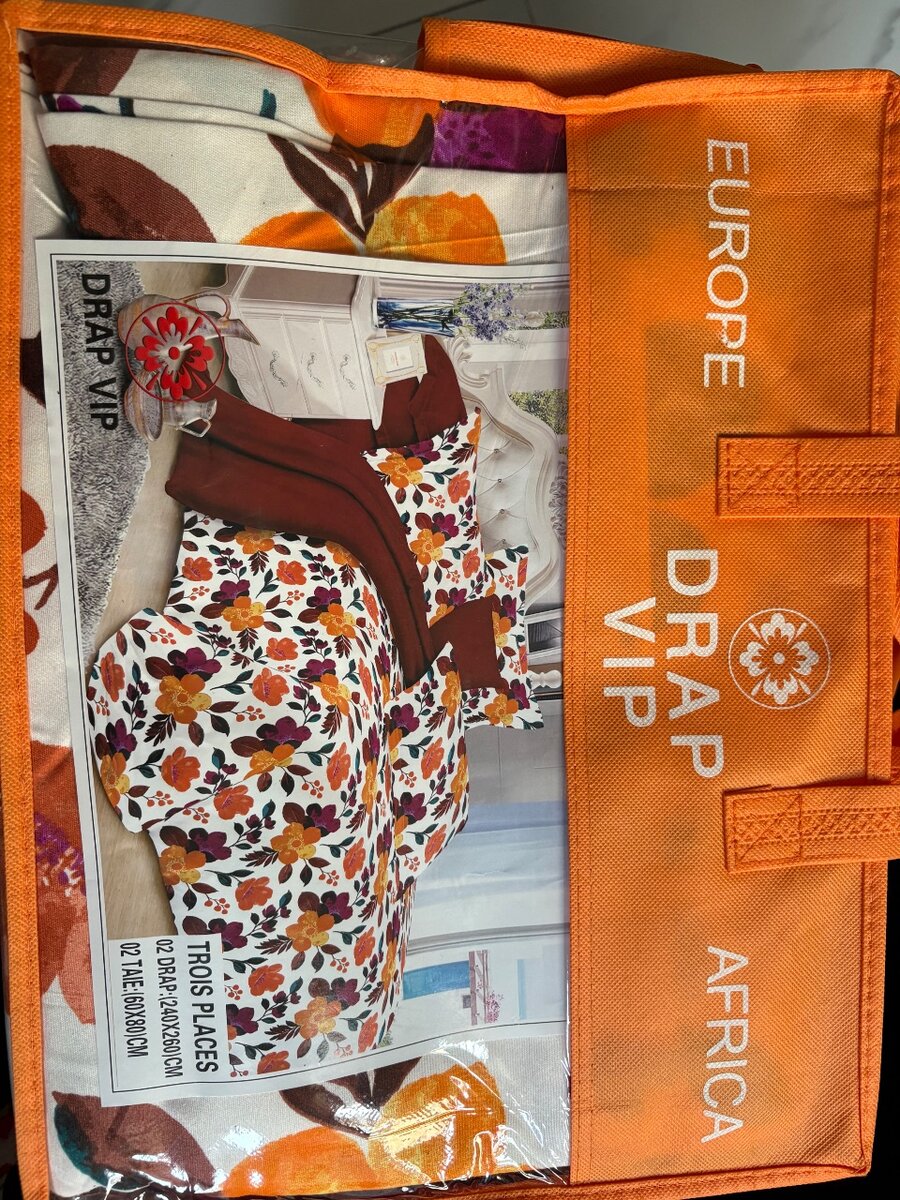 EUROPE
DRAP
VIP
AFRICA
DRAP VIP
TROIS PLACES
02 DRAP:(240X260)CM
02 TAIE:(60X80)CM